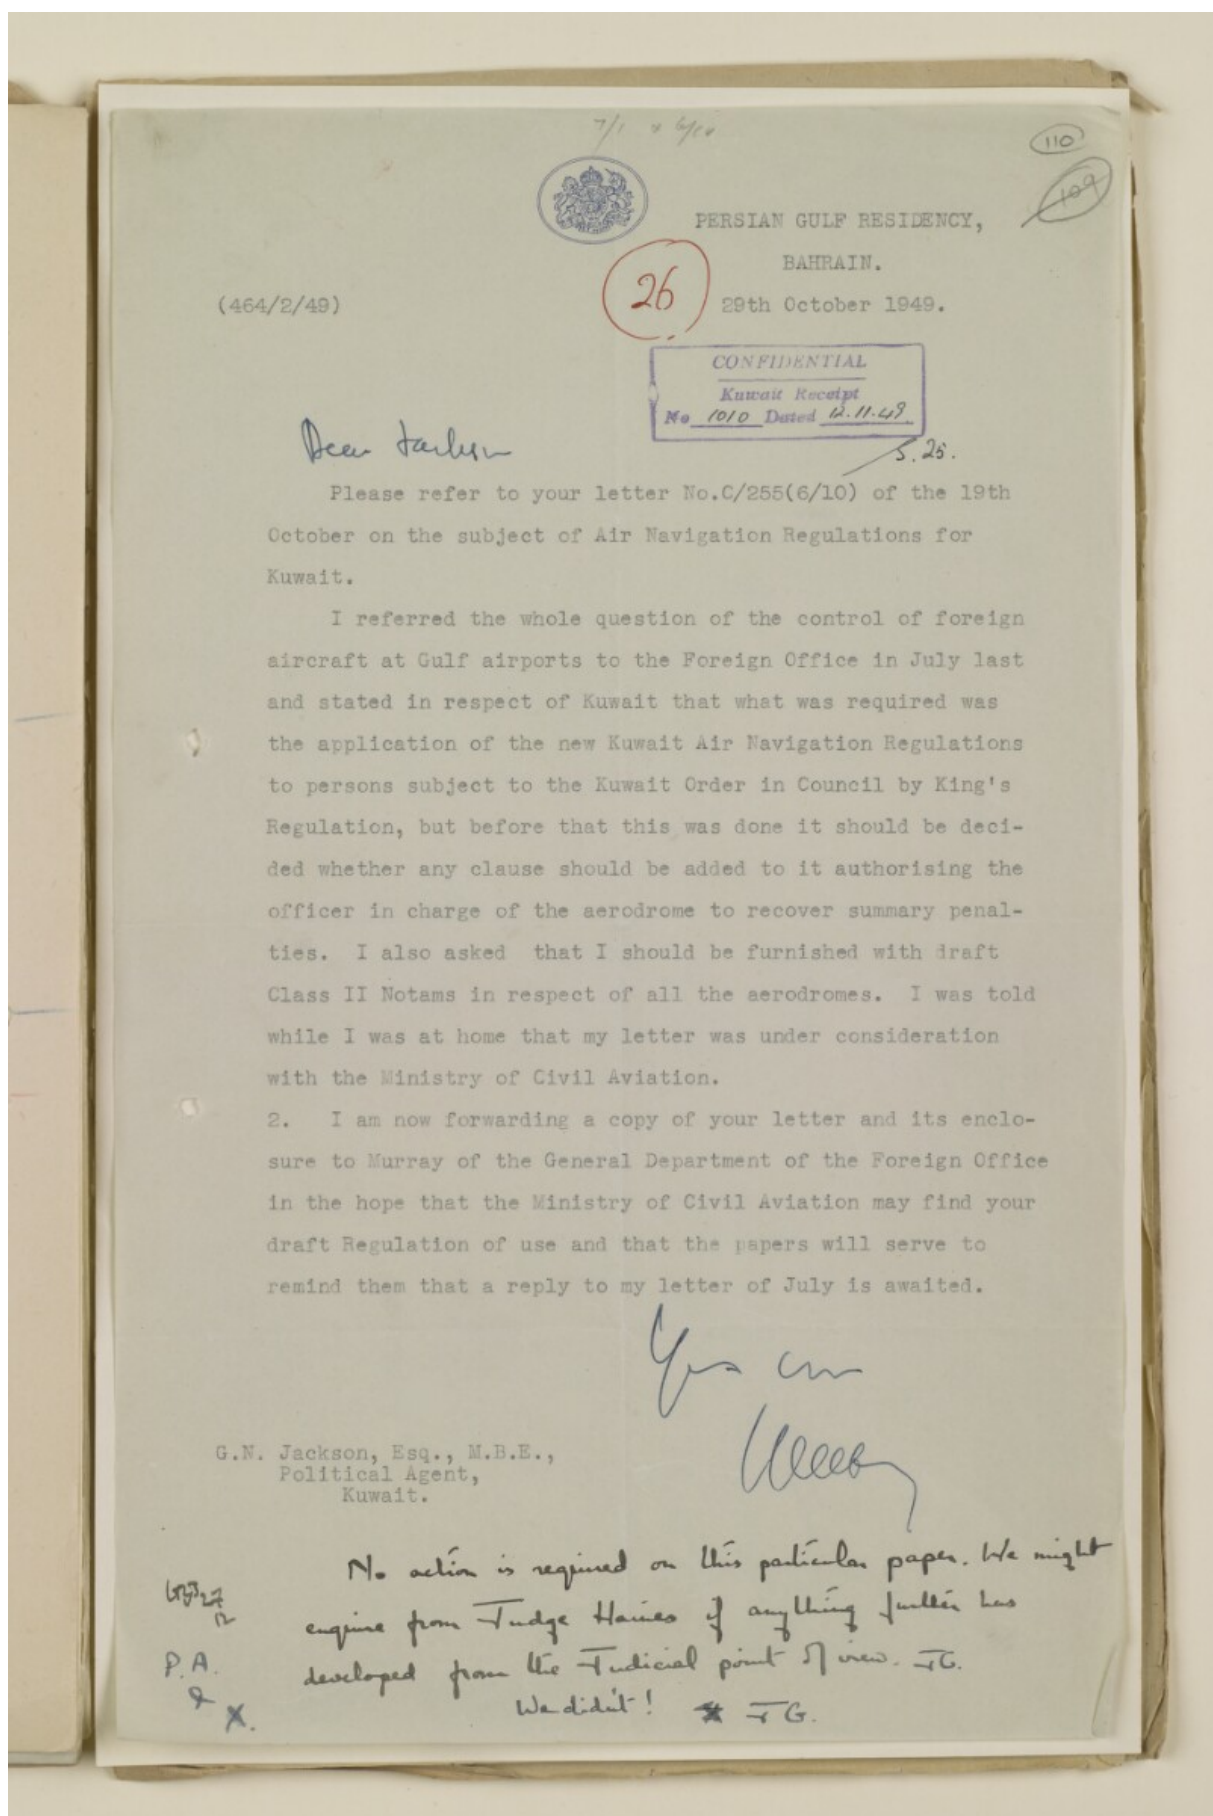 110
109
PERSIAN GULF RESIDENCY,
BAHRAIN.
26
(464/2/49)
29th October 1949.
CONFIDENTIAL
Kuwait Receipt
No 1010 Dated 12.11.49
S. 25.
Dear Jackson
Please refer to your letter No.C/255(6/10) of the 19th
October on the subject of Air Navigation Regulations for
Kuwait.
I referred the whole question of the control of foreign
aircraft at Gulf airports to the Foreign Office in July last
and stated in respect of Kuwait that what was required was
the application of the new Kuwait Air Navigation Regulations
to persons subject to the Kuwait Order in Council by King's
Regulation, but before that this was done it should be deci-
ded whether any clause should be added to it authorising the
officer in charge of the aerodrome to recover summary penal-
ties. I also asked that I should be furnished with draft
Class II Notams in respect of all the aerodromes. I was told
while I was at home that my letter was under consideration
with the Ministry of Civil Aviation.
2. I am now forwarding a copy of your letter and its enclo-
sure to Murray of the General Department of the Foreign Office
in the hope that the Ministry of Civil Aviation may find your
draft Regulation of use and that the papers will serve to
remind them that a reply to my letter of July is awaited.
Yours
G.N. Jackson, Esq., M.B.E.,
Political Agent,
Kuwait.
No action is required on this particular paper. We might
enquire from Judge Haines if anything further has
developed from the Judicial point of view. JG.
We didn't! X JG.
P.A.
&
X.